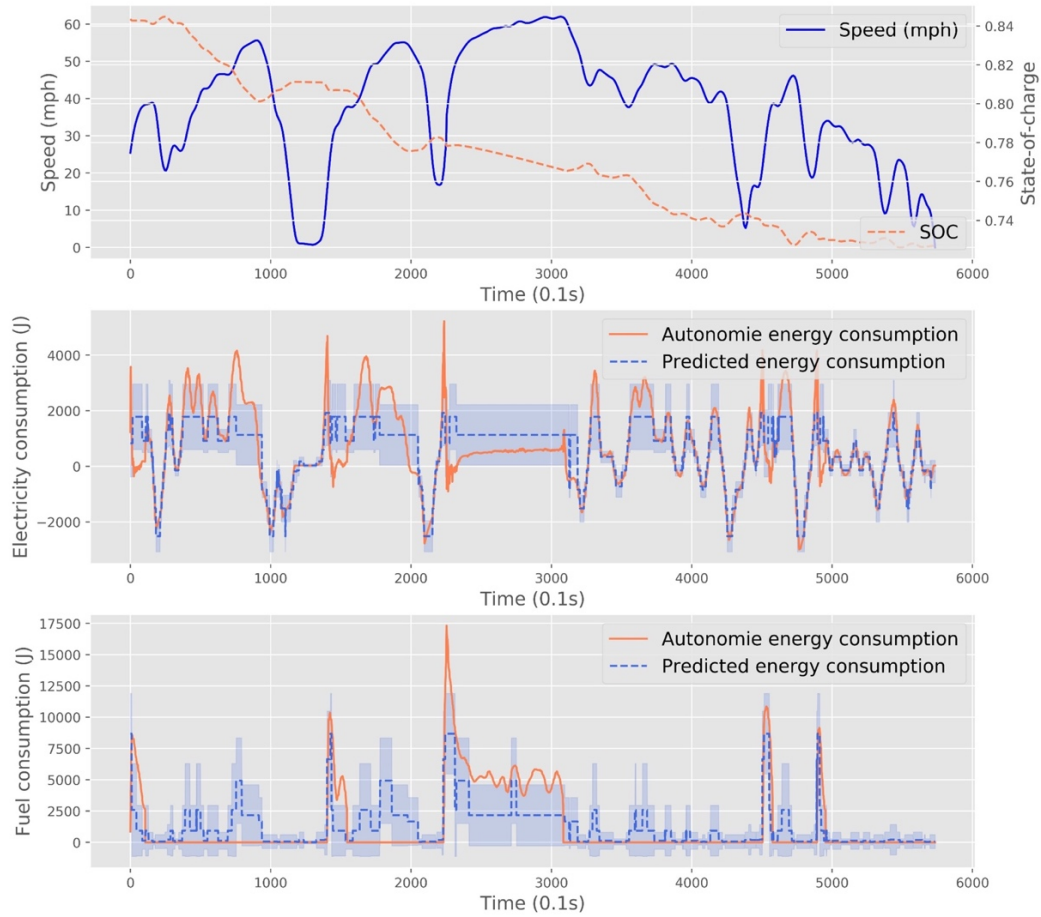 60
50
40
30
20
10
0
Speed (mph)
Speed (mph)
SOC
0.84
0.82
0.80
0.78
0.76
0.74
State-of-charge
0 1000 2000 3000 4000 5000 6000
Time (0.1s)
4000
2000
0
−2000
Electricity consumption (J)
Autonomie energy consumption
Predicted energy consumption
0 1000 2000 3000 4000 5000 6000
Time (0.1s)
17500
15000
12500
10000
7500
5000
2500
0
Fuel consumption (J)
Autonomie energy consumption
Predicted energy consumption
0 1000 2000 3000 4000 5000 6000
Time (0.1s)